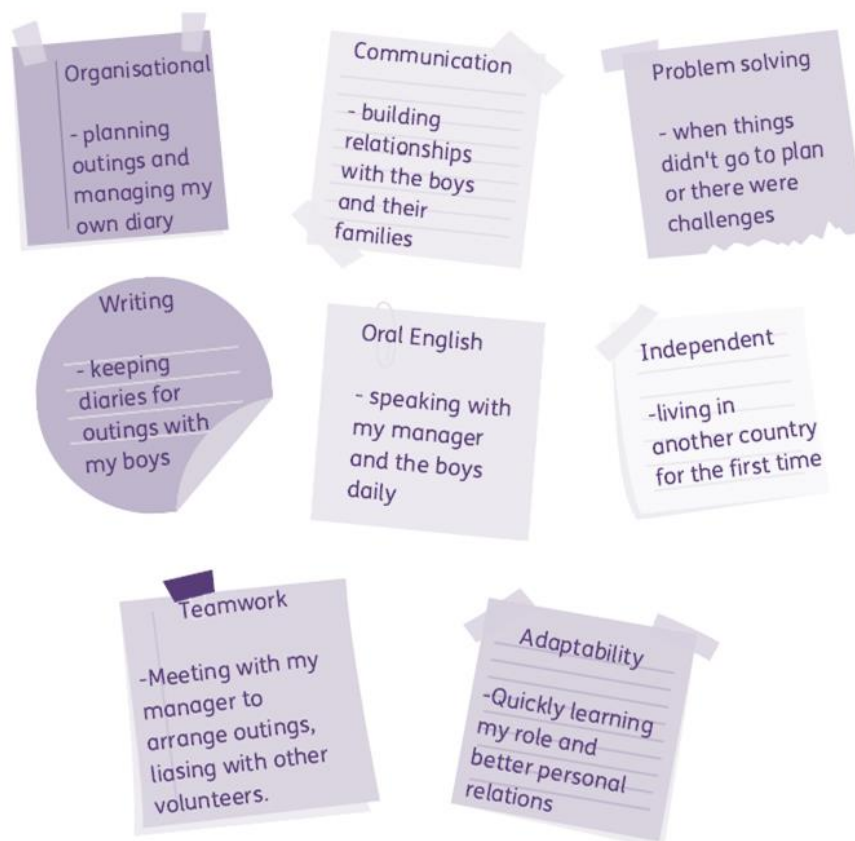 Organisational
- planning
outings and
managing my
own diary
Communication
- building
relationships
with the boys
and their
families
Problem solving
- when things
didn't go to plan
or there were
challenges
Writing
- keeping
diaries for
outings with
my boys
Oral English
- speaking with
my manager
and the boys
daily
Independent
-living in
another country
for the first time
Teamwork
-Meeting with my
manager to
arrange outings,
liasing with other
volunteers.
Adaptability
-Quickly learning
my role and
better personal
relations